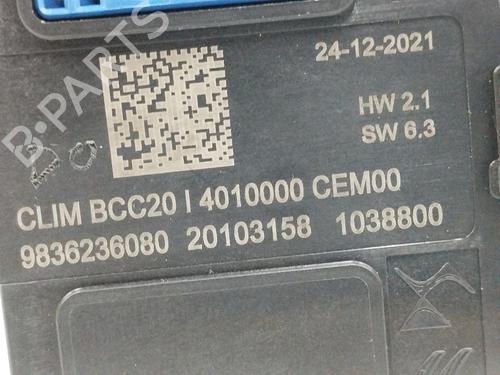 24-12-2021
HW 2.1
SW 6.3
CLIM BCC20 | 4010000 CEM00
9836236080 20103158 1038800
B-PARTS